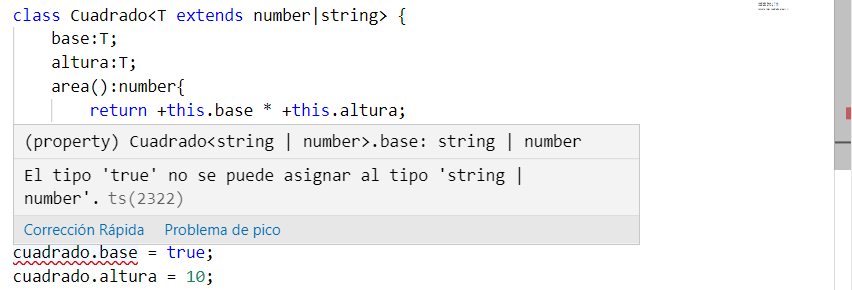 class Cuadrado<T extends number|string> {
base:T;
altura:T;
area():number{
return +this.base * +this.altura;
(property) Cuadrado<string | number>.base: string | number
El tipo 'true' no se puede asignar al tipo 'string |
number'. ts(2322)
Corrección Rápida Problema de pico
cuadrado.base = true;
cuadrado.altura = 10;